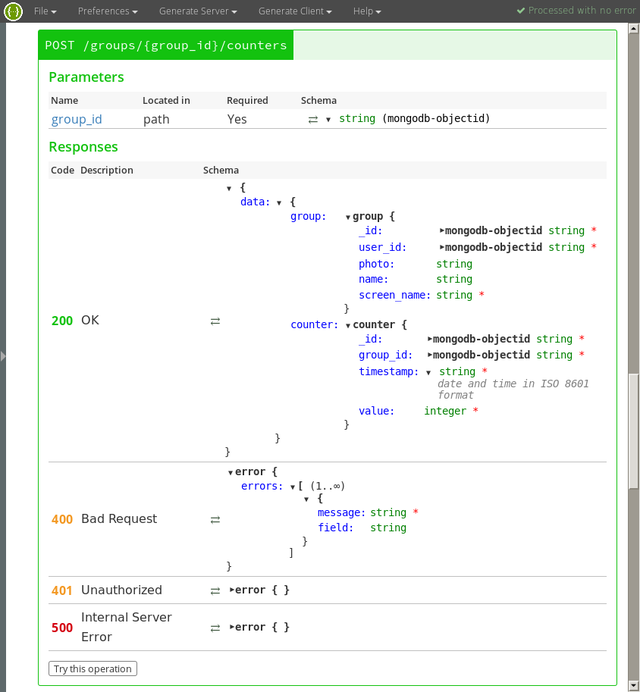 {··}
File ▾ Preferences ▾ Generate Server ▾ Generate Client ▾ Help ▾ ✔ Processed with no error
POST /groups/{group_id}/counters
Parameters
Name Located in Required Schema
group_id path Yes ⇄ ▾ string (mongodb-objectid)
Responses
Code Description Schema
▾ {
data: ▾ {
group: ▾group {
_id: ▸mongodb-objectid string *
user_id: ▸mongodb-objectid string *
photo: string
name: string
screen_name: string *
}
200 OK ⇄ counter: ▾counter {
_id: ▸mongodb-objectid string *
group_id: ▸mongodb-objectid string *
timestamp: ▾ string *
date and time in ISO 8601
format
value: integer *
}
}
}
▾error {
errors: ▾[ (1..∞)
▾ {
message: string *
400 Bad Request ⇄ field: string
}
]
}
401 Unauthorized ⇄ ▸error { }
500 Internal Server
Error ⇄ ▸error { }
Try this operation